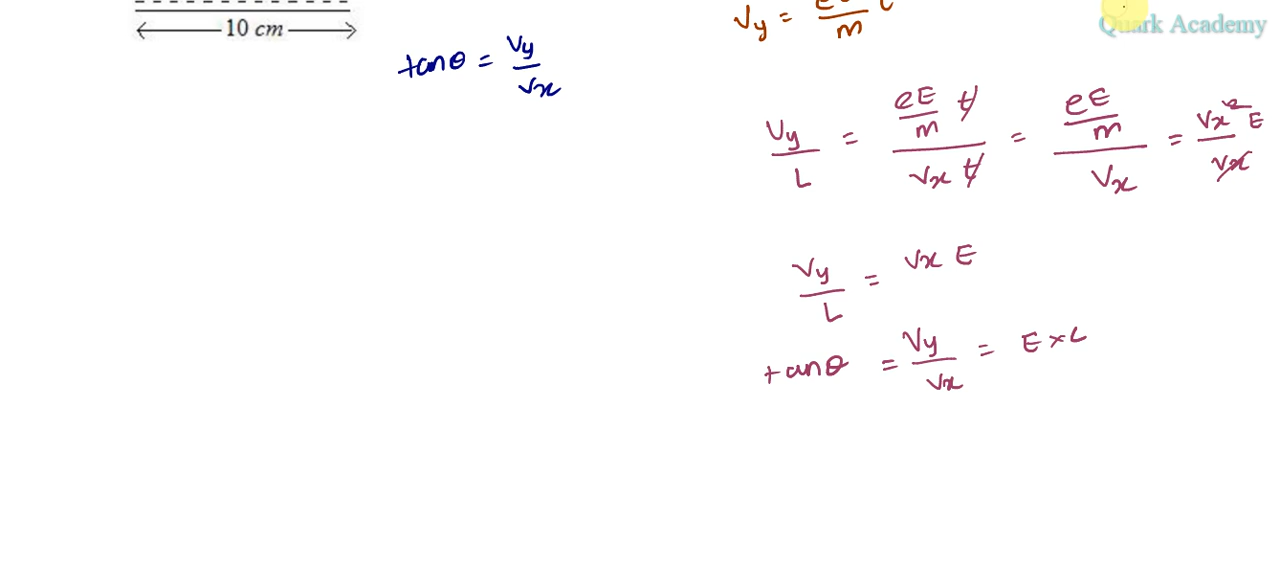 10 cm
Vy = eE/m t
Quark Academy
tanθ = Vy/Vx
Vy/L = (eE/m t)/(Vx t) = (eE/m)/Vx = Vx² E/Vx
Vy/L = Vx E
tanθ = Vy/Vx = E × L